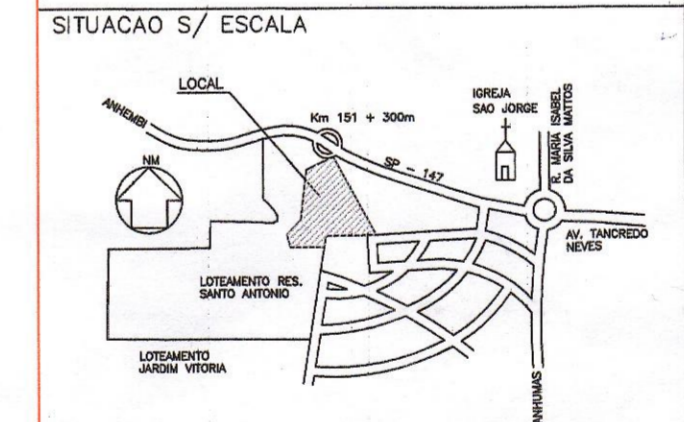 SITUACAO S/ ESCALA
LOCAL
ANHEMBI
Km 151 + 300m
IGREJA
SAO JORGE
R. MARIA ISABEL
DA SILVA MATTOS
NM
SP - 147
AV. TANCREDO
NEVES
LOTEAMENTO RES.
SANTO ANTONIO
LOTEAMENTO
JARDIM VITORIA
ANHUMAS